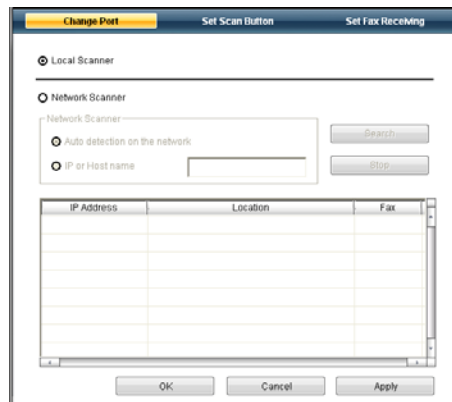 Change Port Set Scan Button Set Fax Receiving
Local Scanner
Network Scanner
Network Scanner
Auto detection on the network
Search
IP or Host name
Stop
IP Address Location Fax
OK Cancel Apply